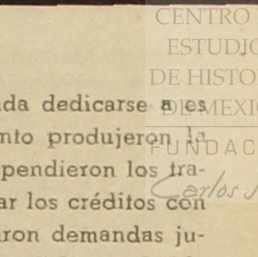 CENTRO
ESTUDIO
DE HISTO
DE MEXIC
FUNDAC
Carlos
da dedicarse a es
nto produjeron la
pendieron los tra-
ar los créditos con
aron demandas ju-